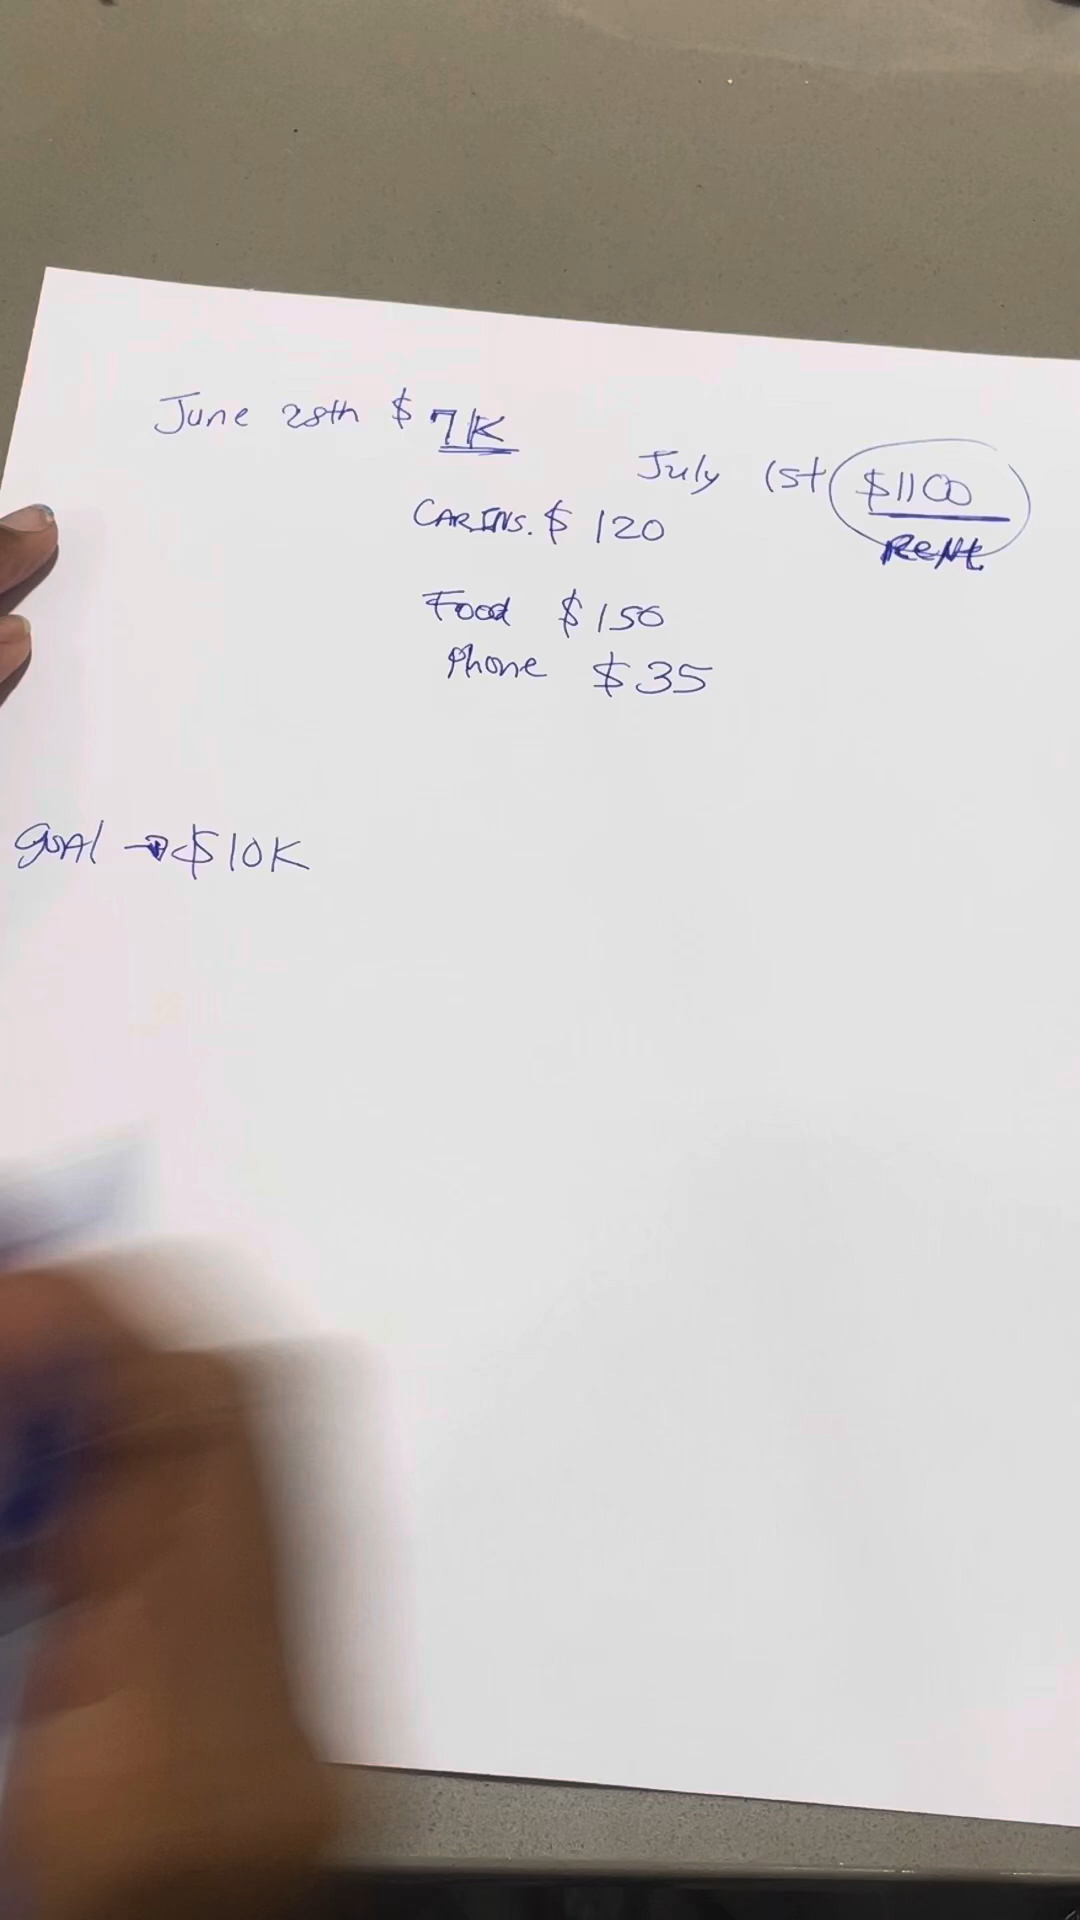 June 28th $ 7K
July 1st $1100
Rent
CAR INS. $ 120
Food $150
Phone $35
GOAL → $10K